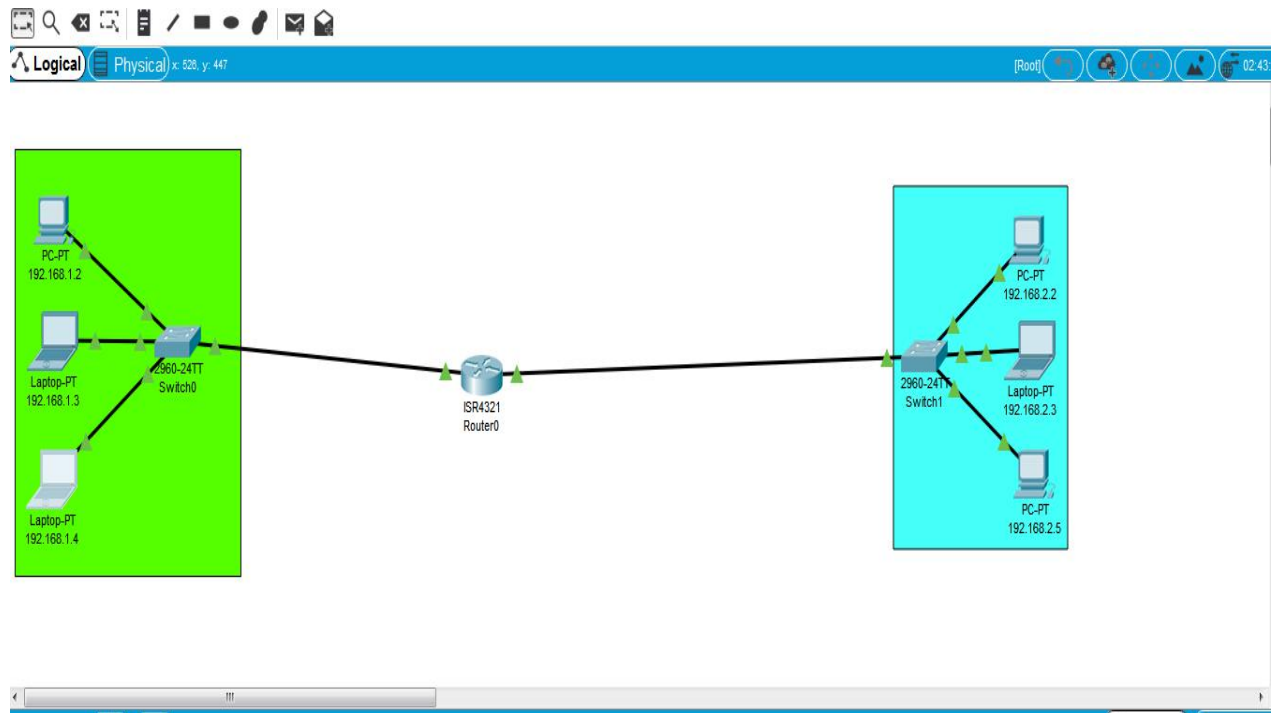 Logical
Physical
x: 526, y: 447
[Root]
02:43:
PC-PT
192.168.1.2
Laptop-PT
192.168.1.3
Laptop-PT
192.168.1.4
2960-24TT
Switch0
ISR4321
Router0
2960-24TT
Switch1
PC-PT
192.168.2.2
Laptop-PT
192.168.2.3
PC-PT
192.168.2.5